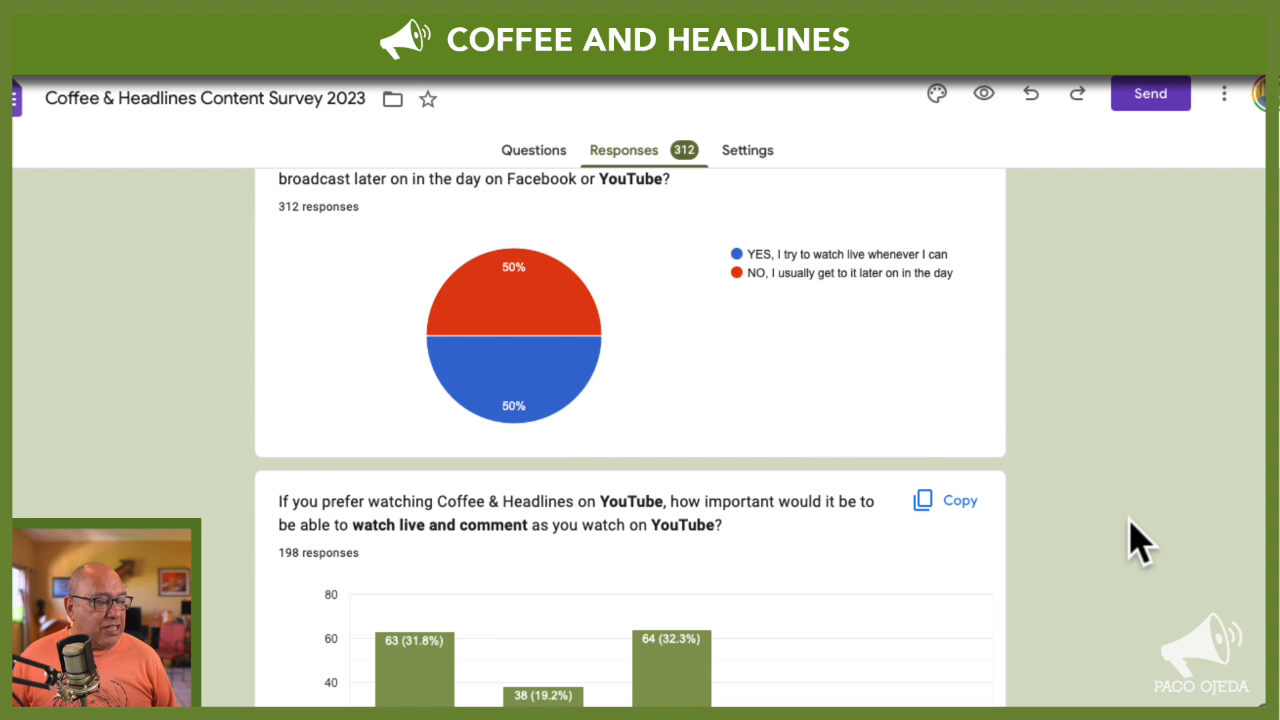 COFFEE AND HEADLINES
Coffee & Headlines Content Survey 2023
Send
Questions
Responses 312
Settings
broadcast later on in the day on Facebook or YouTube?
312 responses
50%
50%
YES, I try to watch live whenever I can
NO, I usually get to it later on in the day
If you prefer watching Coffee & Headlines on YouTube, how important would it be to
be able to watch live and comment as you watch on YouTube?
Copy
198 responses
80
60
40
63 (31.8%)
38 (19.2%)
64 (32.3%)
PACO OJEDA